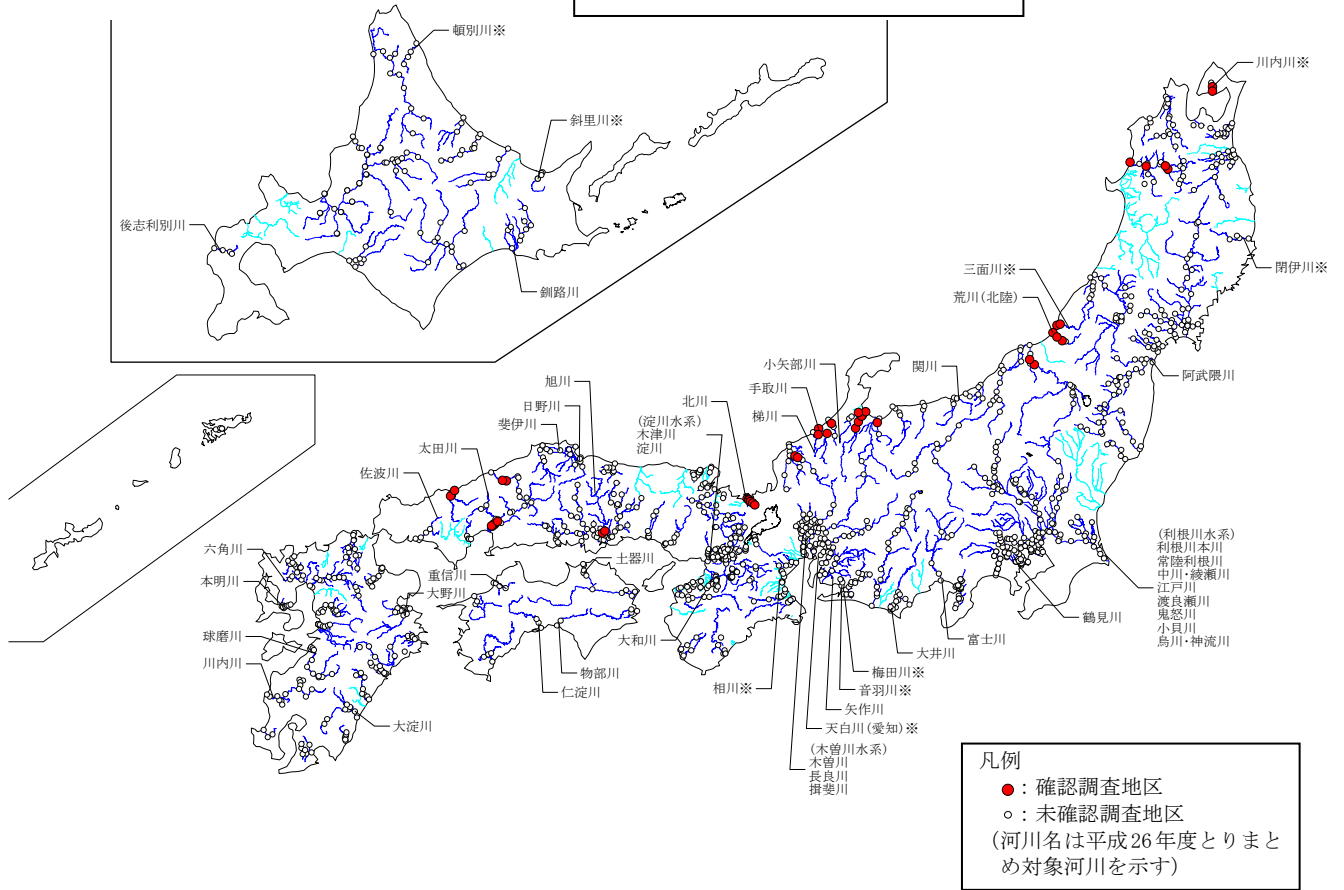 頓別川※
斜里川※
後志利別川
釧路川
川内川※
三面川※
荒川(北陸)
閉伊川※
阿武隈川
小矢部川
関川
手取川
梯川
北川
旭川
日野川
斐伊川
(淀川水系)
木津川
淀川
太田川
佐波川
六角川
本明川
重信川
土器川
大野川
球磨川
川内川
大和川
物部川
仁淀川
大淀川
相川※
(利根川水系)
利根川本川
常陸利根川
中川・綾瀬川
江戸川
渡良瀬川
鬼怒川
小貝川
烏川・神流川
鶴見川
富士川
大井川
梅田川※
音羽川※
矢作川
天白川(愛知)※
(木曽川水系)
木曽川
長良川
揖斐川
凡例
：確認調査地区
：未確認調査地区
(河川名は平成26年度とりまと
め対象河川を示す)